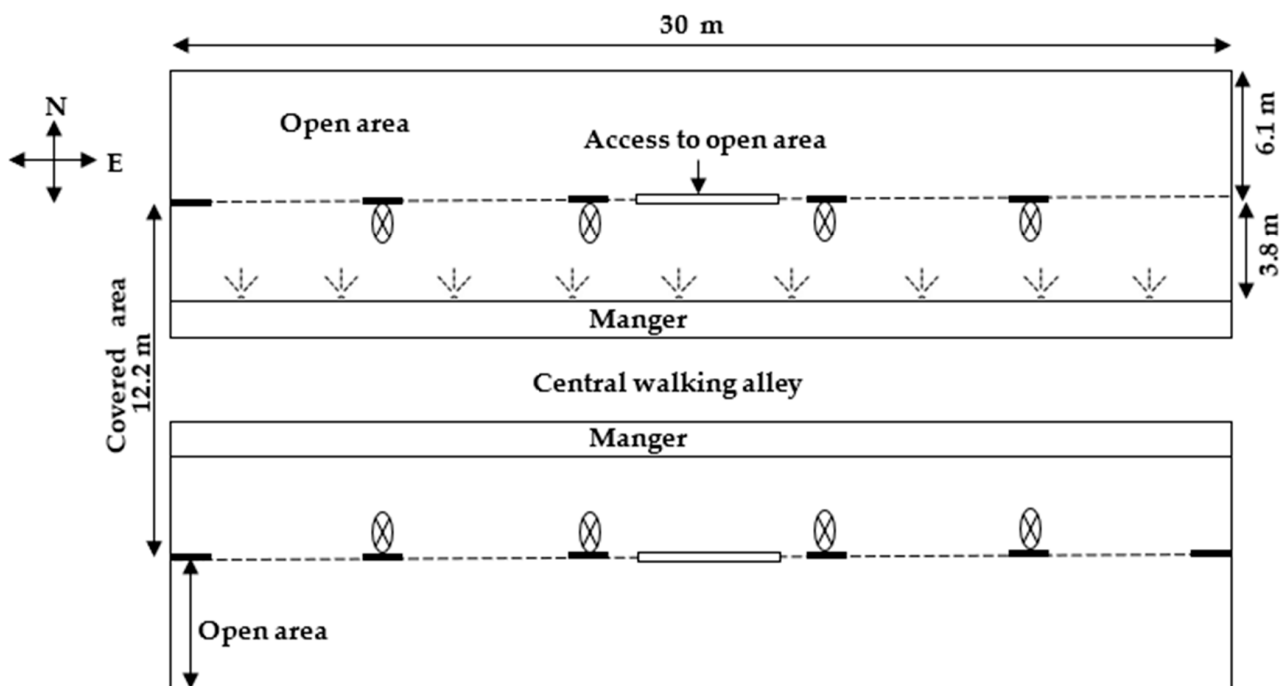 30 m
N
E
Open area
Access to open area
6.1 m
3.8 m
Manger
Central walking alley
Covered area
12.2 m
Manger
Open area